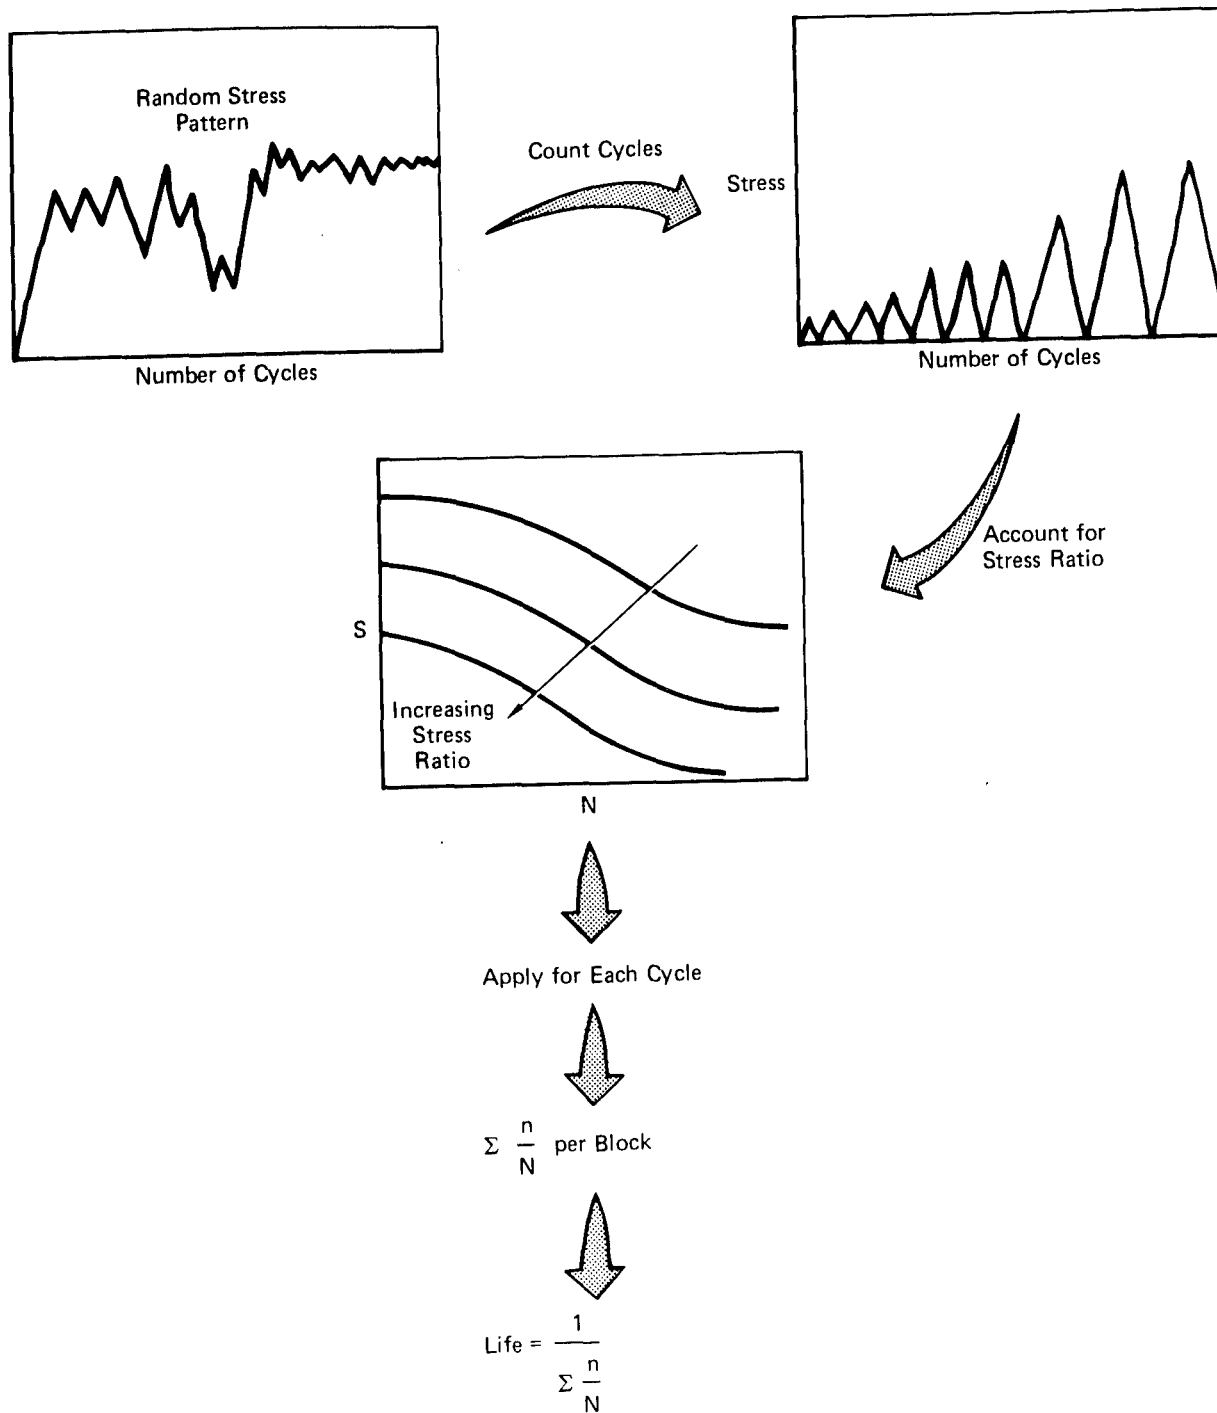 Random Stress
Pattern
Number of Cycles
Count Cycles
Stress
Number of Cycles
Account for
Stress Ratio
S
Increasing
Stress
Ratio
N
Apply for Each Cycle
Σ n/N per Block
Life = 1 / Σ n/N